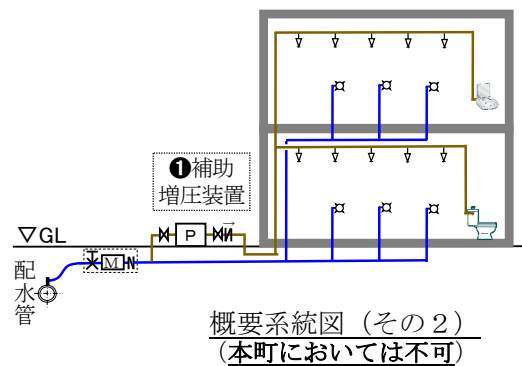 ❶補助
増圧装置
▽GL
P
→
配水管
M
N
概要系統図（その２）
（本町においては不可）